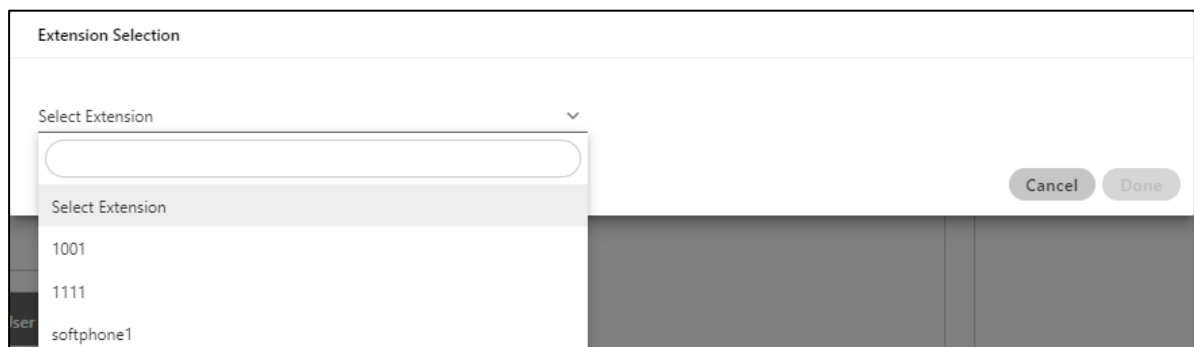 Extension Selection
Select Extension
Cancel Done
Select Extension
1001
1111
softphone1